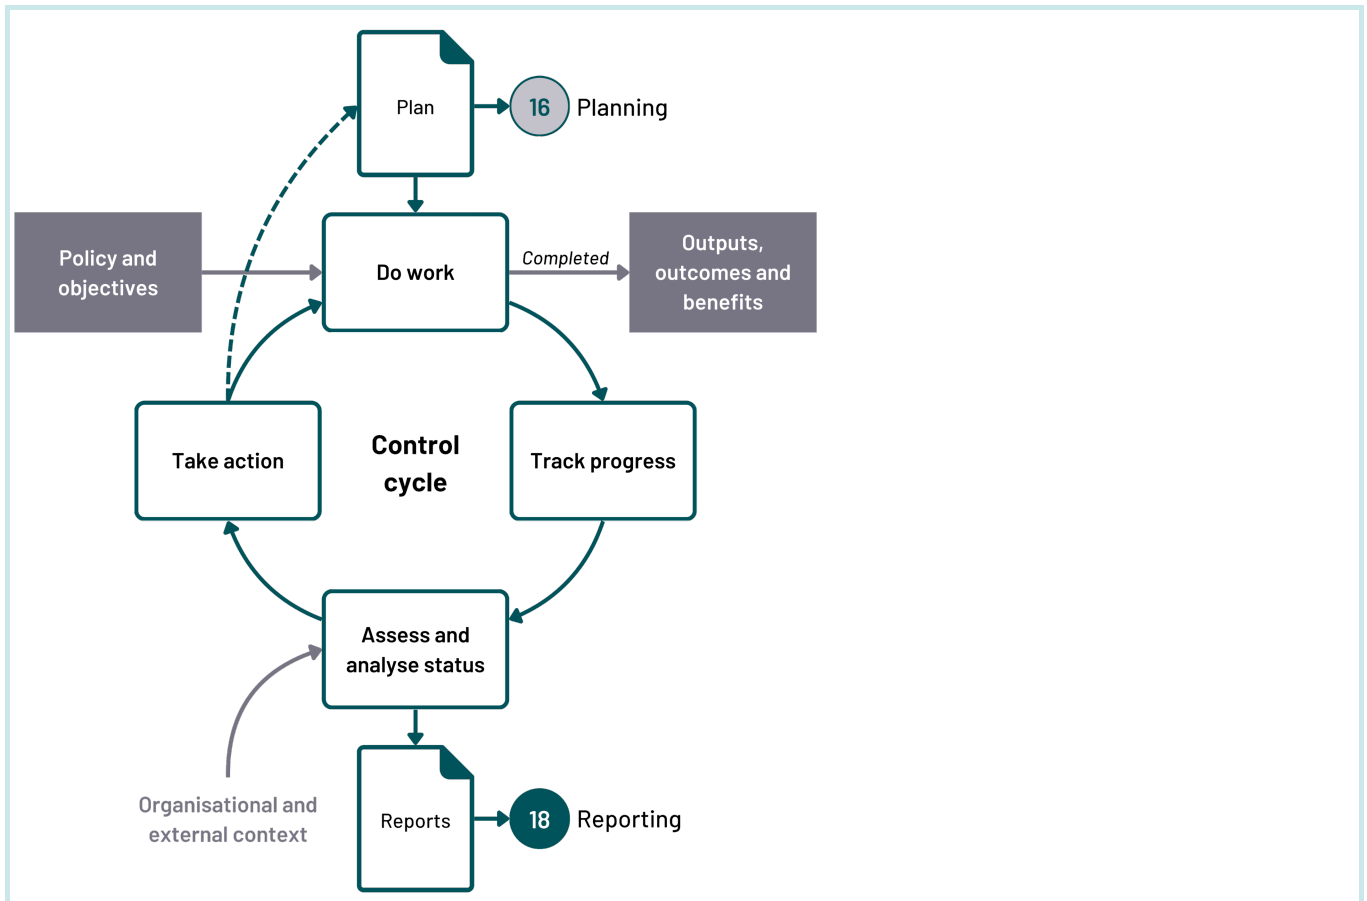 Plan
16 Planning
Policy and
objectives
Do work
Completed
Outputs,
outcomes and
benefits
Take action
Control
cycle
Track progress
Assess and
analyse status
Organisational and
external context
Reports
18 Reporting